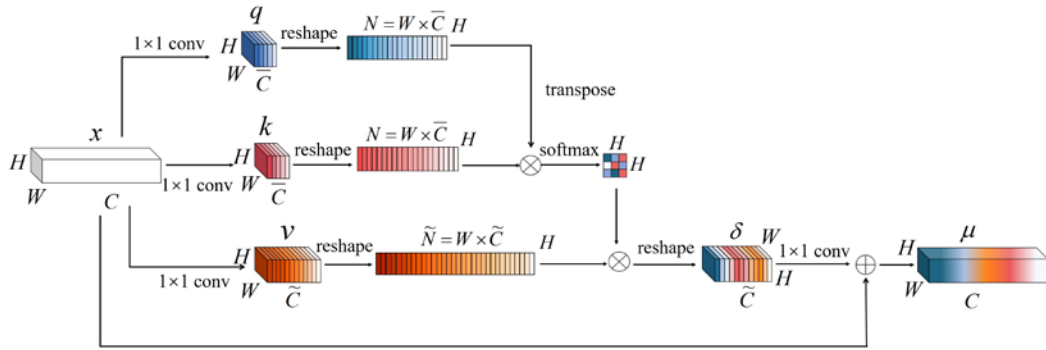 q
N = W × C̅ H
reshape
1×1 conv
H
W
C̅
transpose
x
k
N = W × C̅
H
reshape
softmax
H
H
H
H
W
C
1×1 conv
W
C̅
v
Ñ = W × C̃
H
reshape
reshape
δ
W
1×1 conv
μ
H
H
1×1 conv
W
C̃
C̃
H
W
C